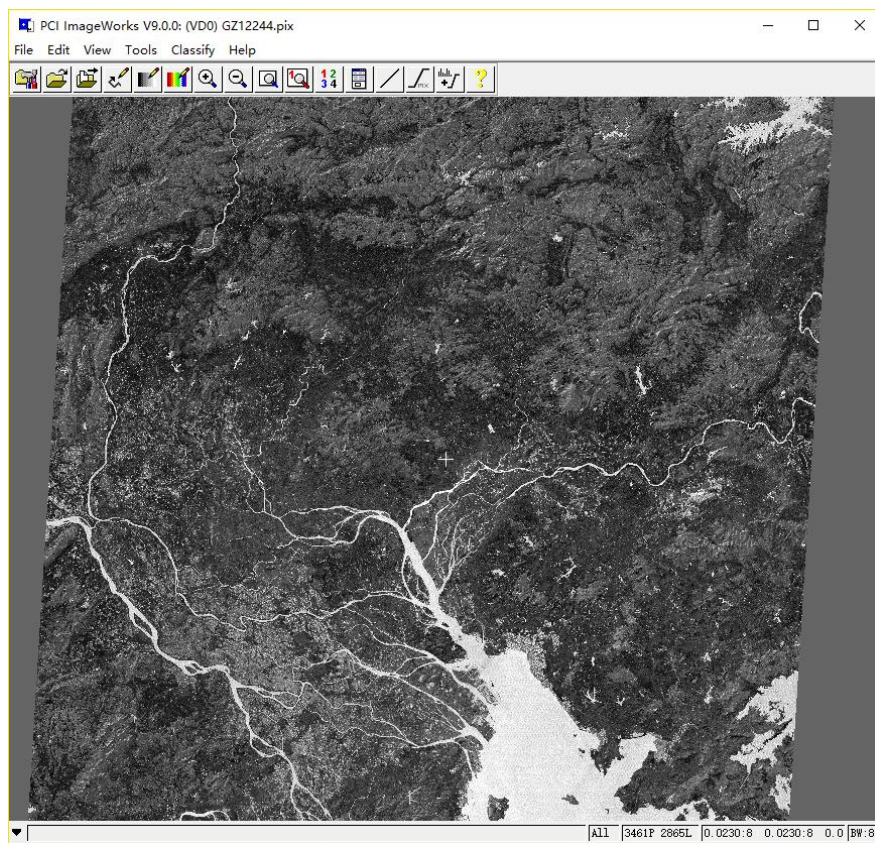 PCI ImageWorks V9.0.0: (VD0) GZ12244.pix
File Edit View Tools Classify Help
1 2
3 4
PIX
All 3461P 2865L 0.0230:8 0.0230:8 0.0 BW:8